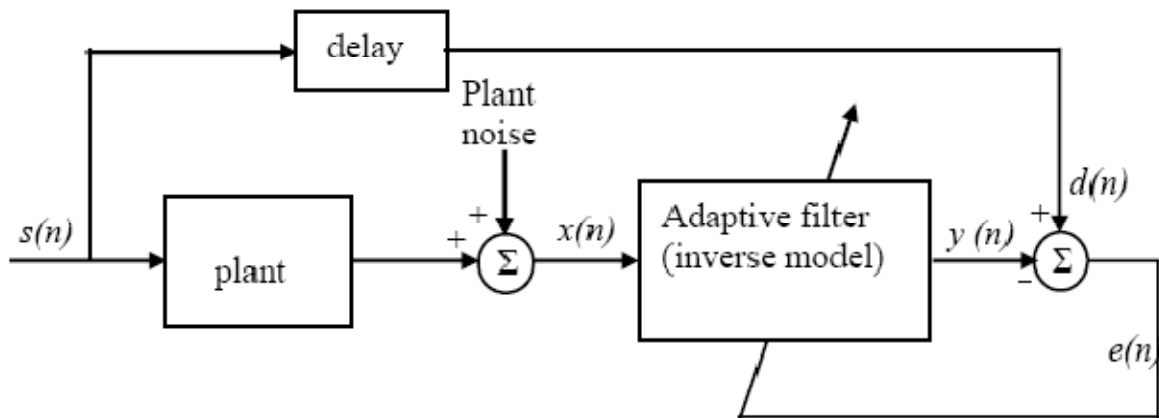 delay
Plant
noise
d(n)
s(n)
plant
+
+
Σ
x(n)
Adaptive filter
(inverse model)
y (n)
+
−
Σ
e(n)